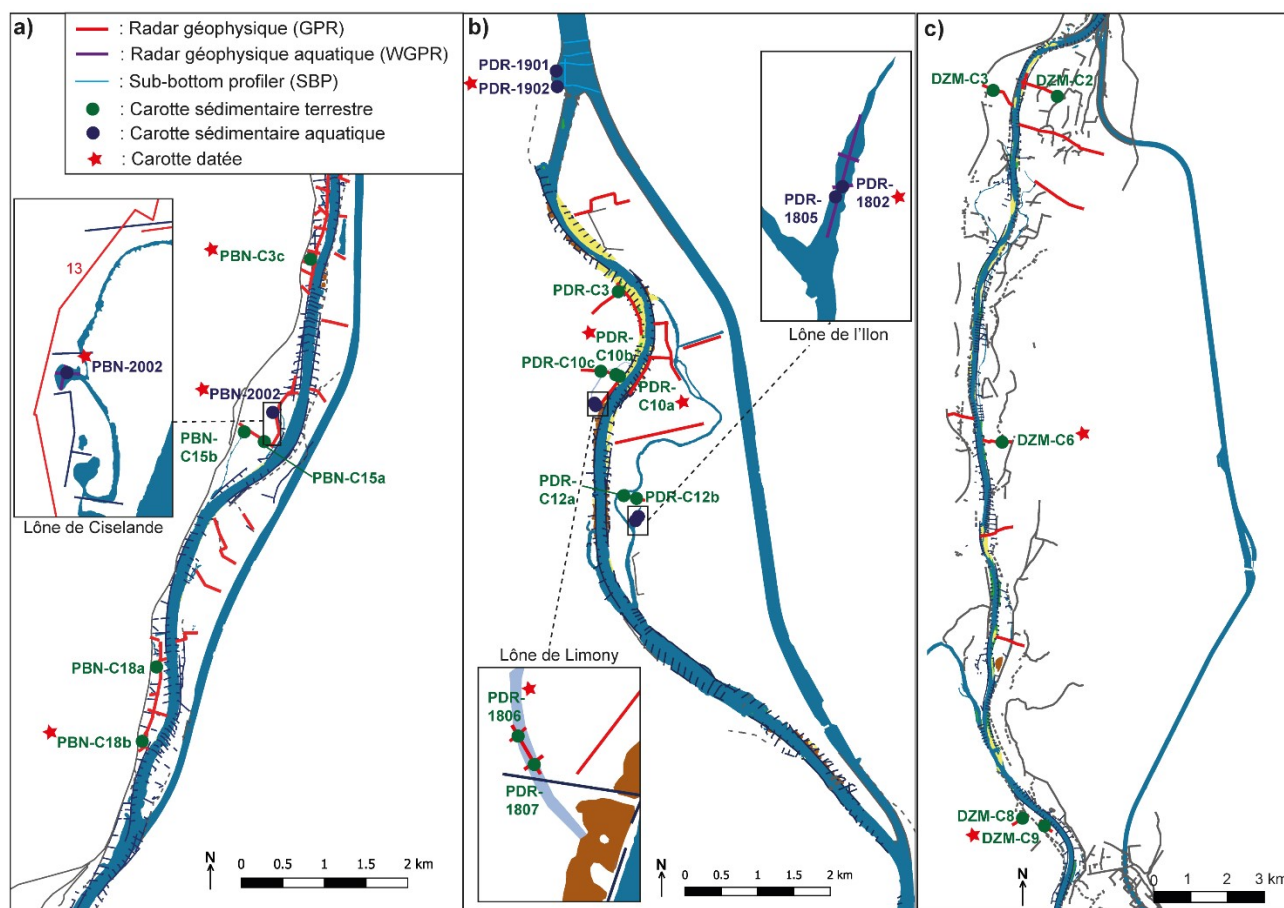 a)
: Radar géophysique (GPR)
: Radar géophysique aquatique (WGPR)
: Sub-bottom profiler (SBP)
: Carotte sédimentaire terrestre
: Carotte sédimentaire aquatique
: Carotte datée
13
PBN-2002
Lône de Ciselande
PBN-C3c
PBN-2002
PBN-
C15b
PBN-C15a
PBN-C18a
PBN-C18b
N
0 0.5 1 1.5 2 km
b)
PDR-1901
PDR-1902
PDR-
1802
PDR-
1805
Lône de l'Ilon
PDR-C3
PDR-
C10b
PDR-C10c
PDR-
C10a
PDR-
C12a
PDR-C12b
Lône de Limony
PDR-
1806
PDR-
1807
N
0 0.5 1 1.5 2 km
c)
DZM-C3
DZM-C2
DZM-C6
DZM-C8
DZM-C9
N
0 1 2 3 km